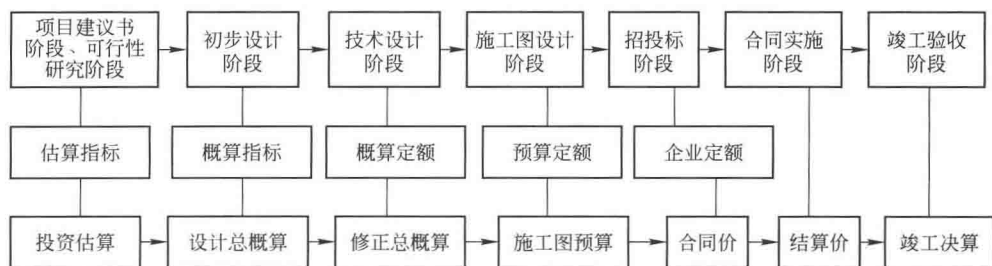 项目建议书
阶段、可行性
研究阶段
初步设计
阶段
技术设计
阶段
施工图设计
阶段
招投标
阶段
合同实施
阶段
竣工验收
阶段
估算指标
概算指标
概算定额
预算定额
企业定额
投资估算
设计总概算
修正总概算
施工图预算
合同价
结算价
竣工决算